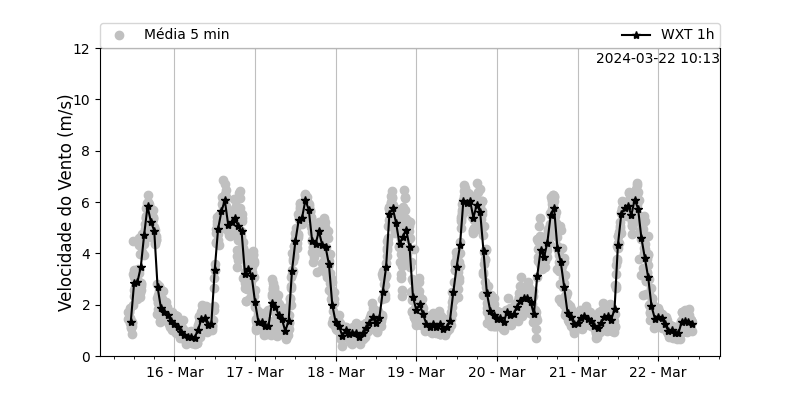 Média 5 min
WXT 1h
2024-03-22 10:13
Velocidade do Vento (m/s)
12
10
8
6
4
2
0
16 - Mar
17 - Mar
18 - Mar
19 - Mar
20 - Mar
21 - Mar
22 - Mar